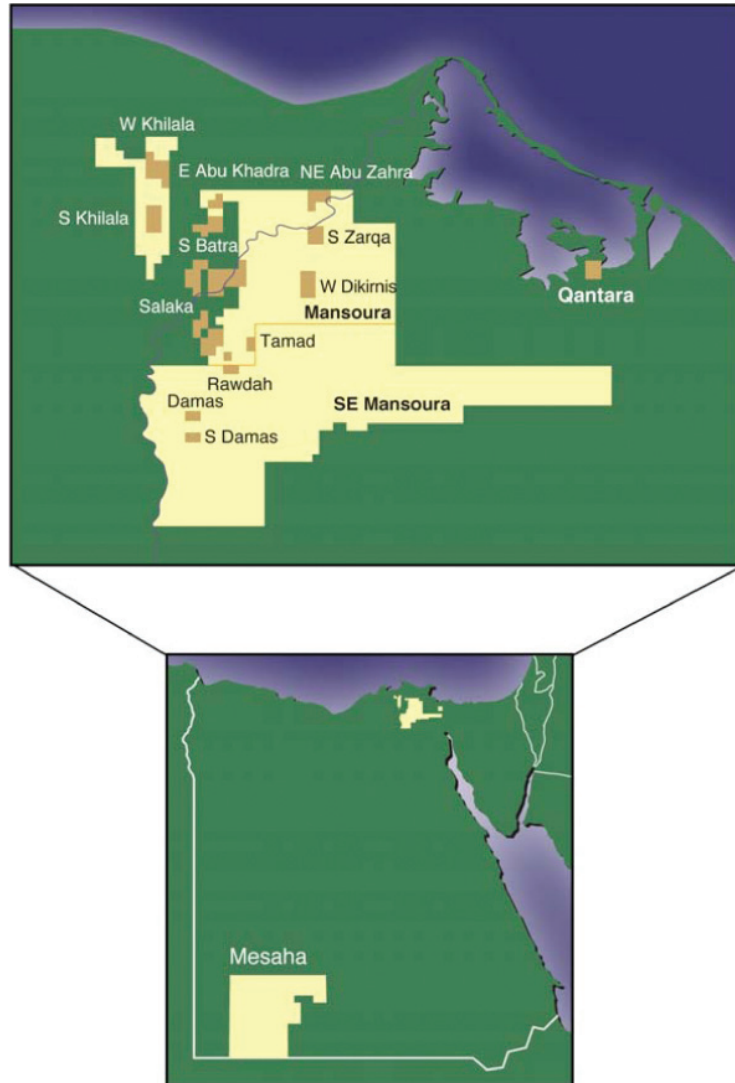 W Khilala
E Abu Khadra
NE Abu Zahra
S Khilala
S Batra
S Zarqa
Qantara
W Dikirnis
Salaka
Mansoura
Tamad
Rawdah
Damas
SE Mansoura
S Damas
Mesaha